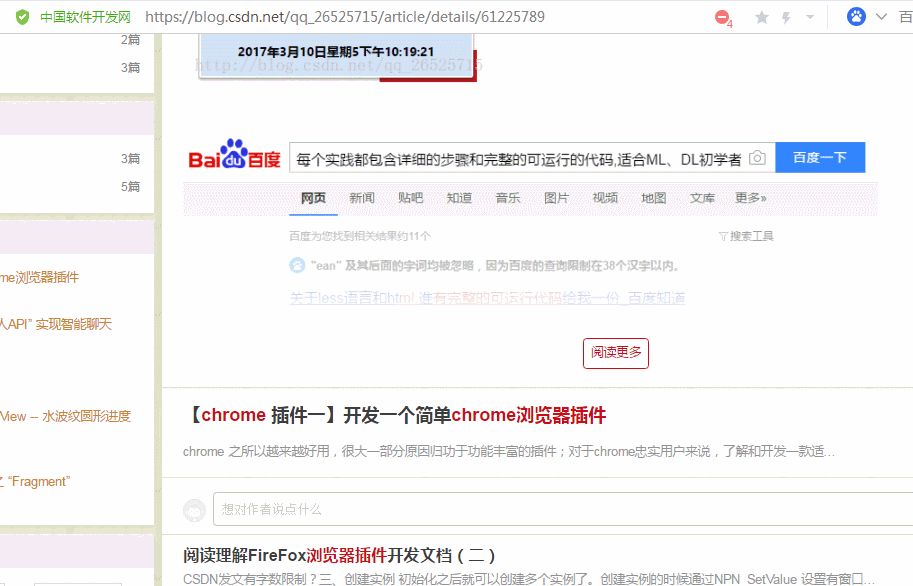 中国软件开发网 https://blog.csdn.net/qq_26525715/article/details/61225789
4
百
2篇
3篇
2017年3月10日星期5下午10:19:21
http://blog.csdn.net/qq_26525715
3篇
5篇
Bai du 百度 每个实践都包含详细的步骤和完整的可运行的代码,适合ML、DL初学者 百度一下
网页 新闻 贴吧 知道 音乐 图片 视频 地图 文库 更多»
百度为您找到相关结果约11个 搜索工具
“ean” 及其后面的字词均被忽略，因为百度的查询限制在38个汉字以内。
关于less语言和html,谁有完整的可运行代码给我一份_百度知道
me浏览器插件
人API” 实现智能聊天
View -- 水波纹圆形进度
“Fragment”
阅读更多
【chrome 插件一】开发一个简单chrome浏览器插件
chrome 之所以越来越好用，很大一部分原因归功于功能丰富的插件；对于chrome忠实用户来说，了解和开发一款适...
想对作者说点什么
阅读理解FireFox浏览器插件开发文档（二）
CSDN发文有字数限制？三、创建实例 初始化之后就可以创建多个实例了。创建实例的时候通过NPN_SetValue 设置有窗口...